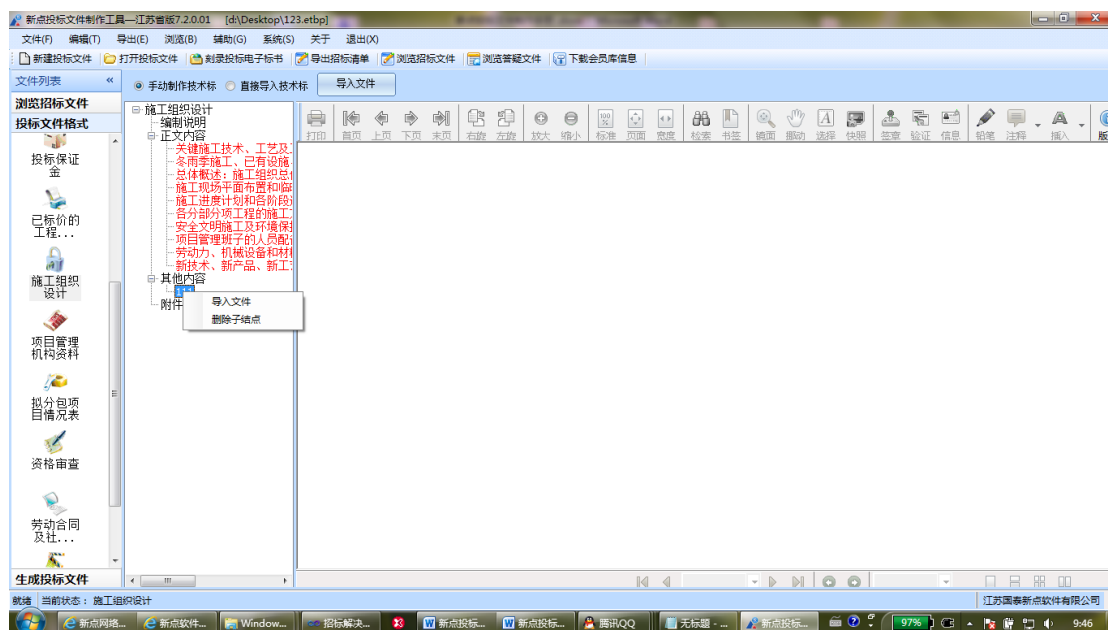 新点投标文件制作工具—江苏省版7.2.0.01 [d:\Desktop\123.etbp]
文件(F) 编辑(T) 导出(E) 浏览(B) 辅助(G) 系统(S) 关于 退出(X)
新建投标文件 打开投标文件 刻录投标电子标书 导出招标清单 浏览招标文件 浏览答疑文件 下载会员库信息
文件列表 «
手动制作技术标 直接导入技术标 导入文件
浏览招标文件
投标文件格式
投标保证
金
已标价的
工程...
施工组织
设计
项目管理
机构资料
拟分包项
目情况表
资格审查
劳动合同
及社...
生成投标文件
施工组织设计
编制说明
正文内容
关键施工技术、工艺及
冬雨季施工、已有设施
总体概述：施工组织总
施工现场平面布置和临
施工进度计划和各阶段
各分部分项工程的施工
安全文明施工及环境保
项目管理班子的人员配
劳动力、机械设备和材
新技术、新产品、新工
其他内容
111
附件
导入文件
删除子结点
打印 首页 上页 下页 末页 右旋 左旋 放大 缩小 标准 页面 宽度 检索 书签 镜面 挪动 选择 快照 签章 验证 信息 铅笔 注释 插入 版
就绪 当前状态：施工组织设计 江苏国泰新点软件有限公司
新点网络... 新点软件... Window... 招标解决... 新点投标... 新点投标... 腾讯QQ 无标题 - ... 新点投标... 97% 9:46